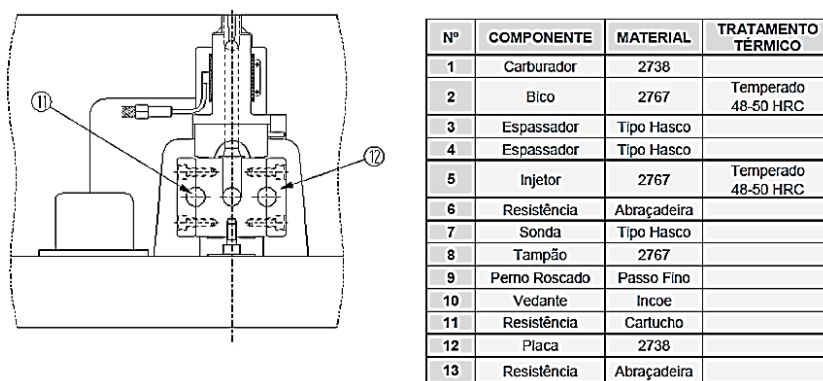 11
12
Nº COMPONENTE MATERIAL TRATAMENTO TÉRMICO
1 Carburador 2738
2 Bico 2767 Temperado 48-50 HRC
3 Espassador Tipo Hasco
4 Espassador Tipo Hasco
5 Injetor 2767 Temperado 48-50 HRC
6 Resistência Abraçadeira
7 Sonda Tipo Hasco
8 Tampão 2767
9 Perno Roscado Passo Fino
10 Vedante Incoe
11 Resistência Cartucho
12 Placa 2738
13 Resistência Abraçadeira